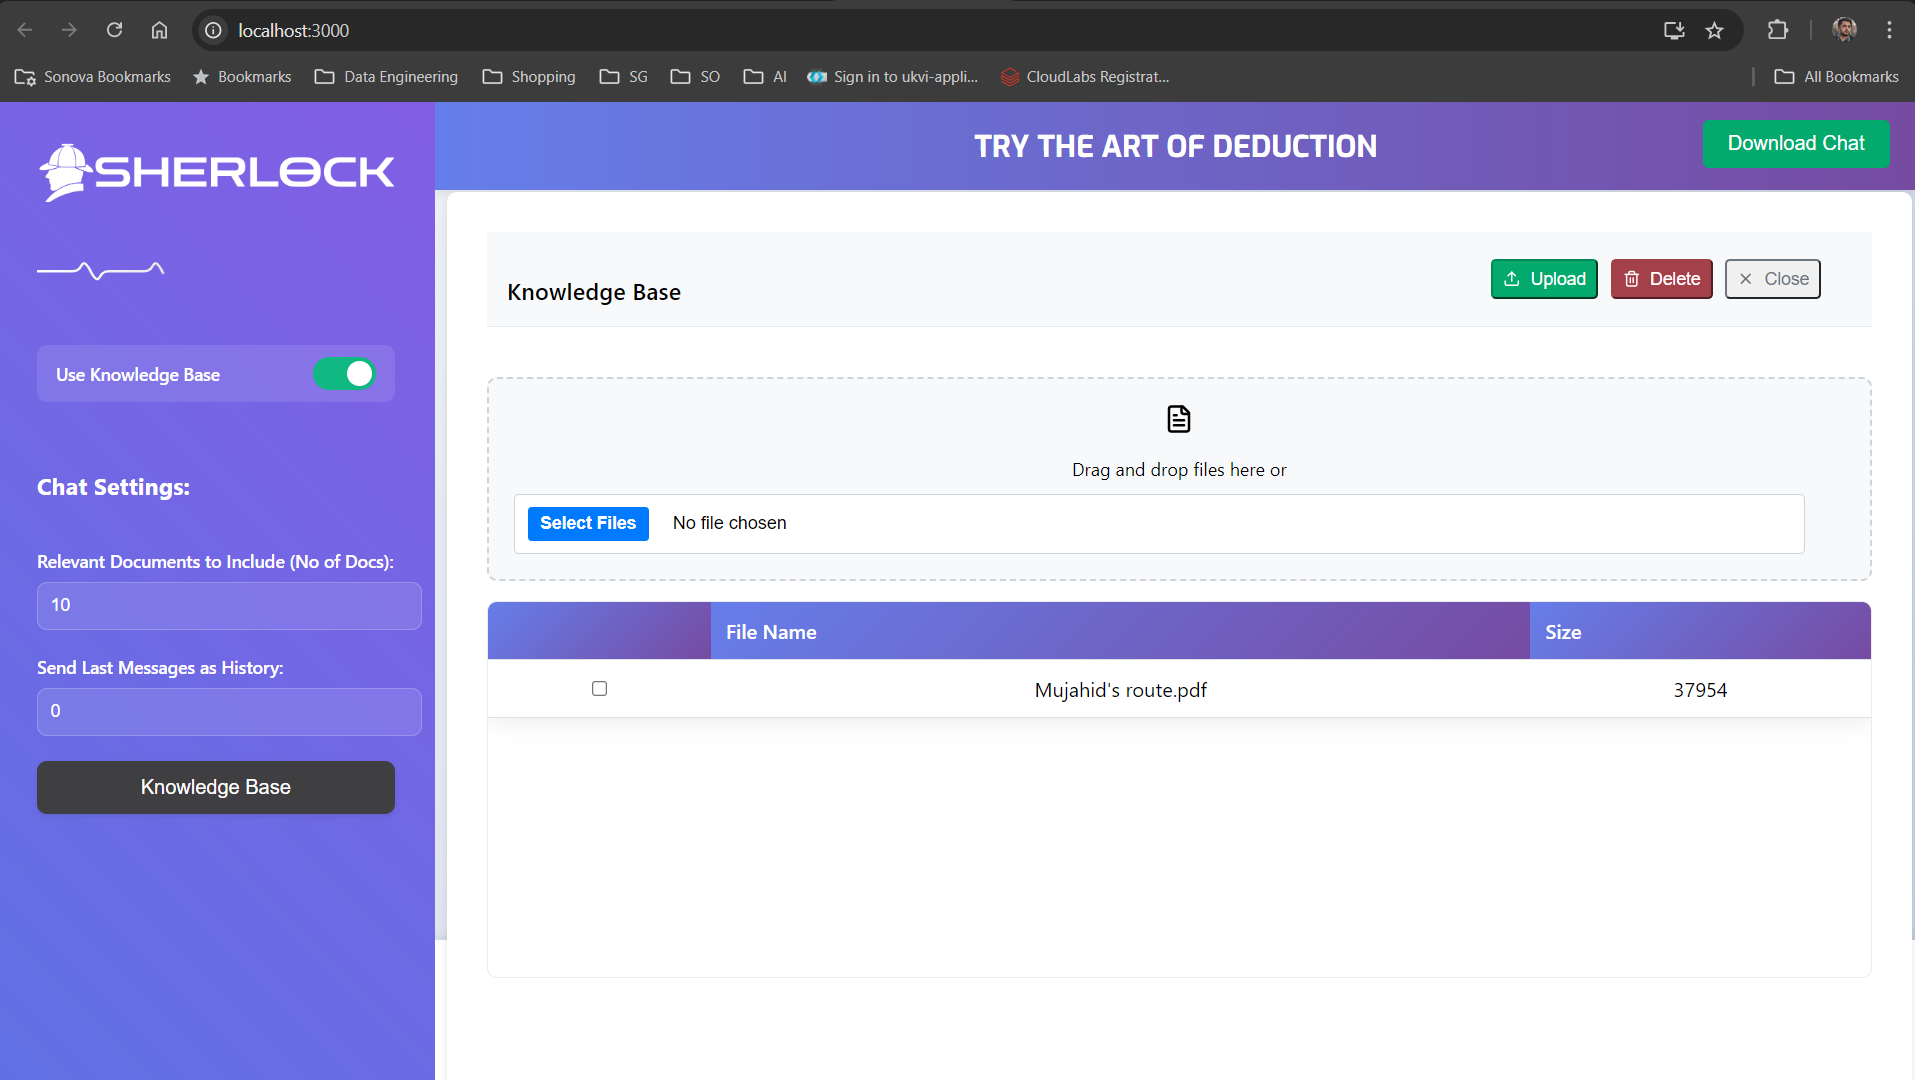 localhost:3000
Sonova Bookmarks
Bookmarks
Data Engineering
Shopping
SG
SO
AI
Sign in to ukvi-appli...
CloudLabs Registrat...
All Bookmarks
SHERLOCK
TRY THE ART OF DEDUCTION
Download Chat
Use Knowledge Base
Chat Settings:
Relevant Documents to Include (No of Docs):
10
Send Last Messages as History:
0
Knowledge Base
Knowledge Base
Upload
Delete
Close
Drag and drop files here or
Select Files No file chosen
File Name Size
Mujahid's route.pdf 37954